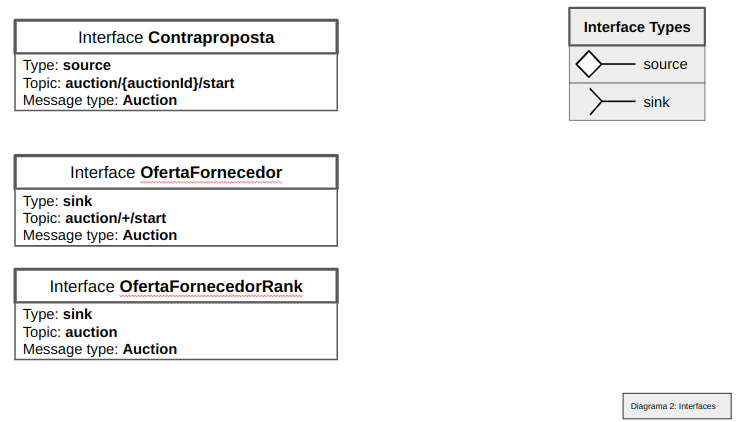 Interface Contraproposta
Type: source
Topic: auction/{auctionId}/start
Message type: Auction
Interface Types
source
sink
Interface OfertaFornecedor
Type: sink
Topic: auction/+/start
Message type: Auction
Interface OfertaFornecedorRank
Type: sink
Topic: auction
Message type: Auction
Diagrama 2: Interfaces